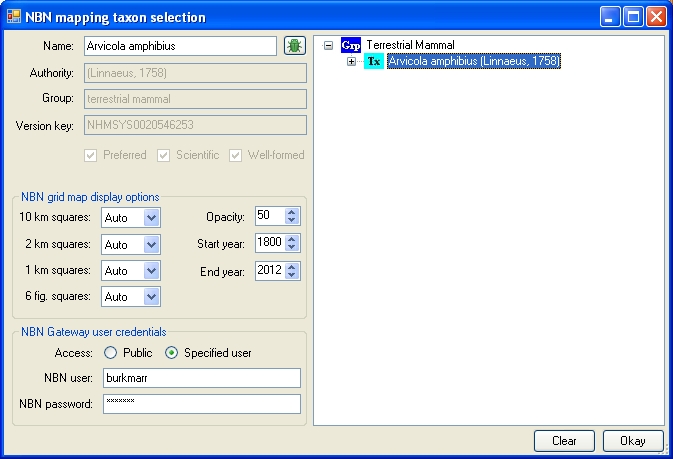 NBN mapping taxon selection
Name: Arvicola amphibius
Authority: (Linnaeus, 1758)
Group: terrestrial mammal
Version key: NHMSYS0020546253
Preferred Scientific Well-formed
NBN grid map display options
10 km squares: Auto Opacity: 50
2 km squares: Auto Start year: 1800
1 km squares: Auto End year: 2012
6 fig. squares: Auto
NBN Gateway user credentials
Access: Public Specified user
NBN user: burkmarr
NBN password: *******
Grp Terrestrial Mammal
Tx Arvicola amphibius (Linnaeus, 1758)
Clear Okay